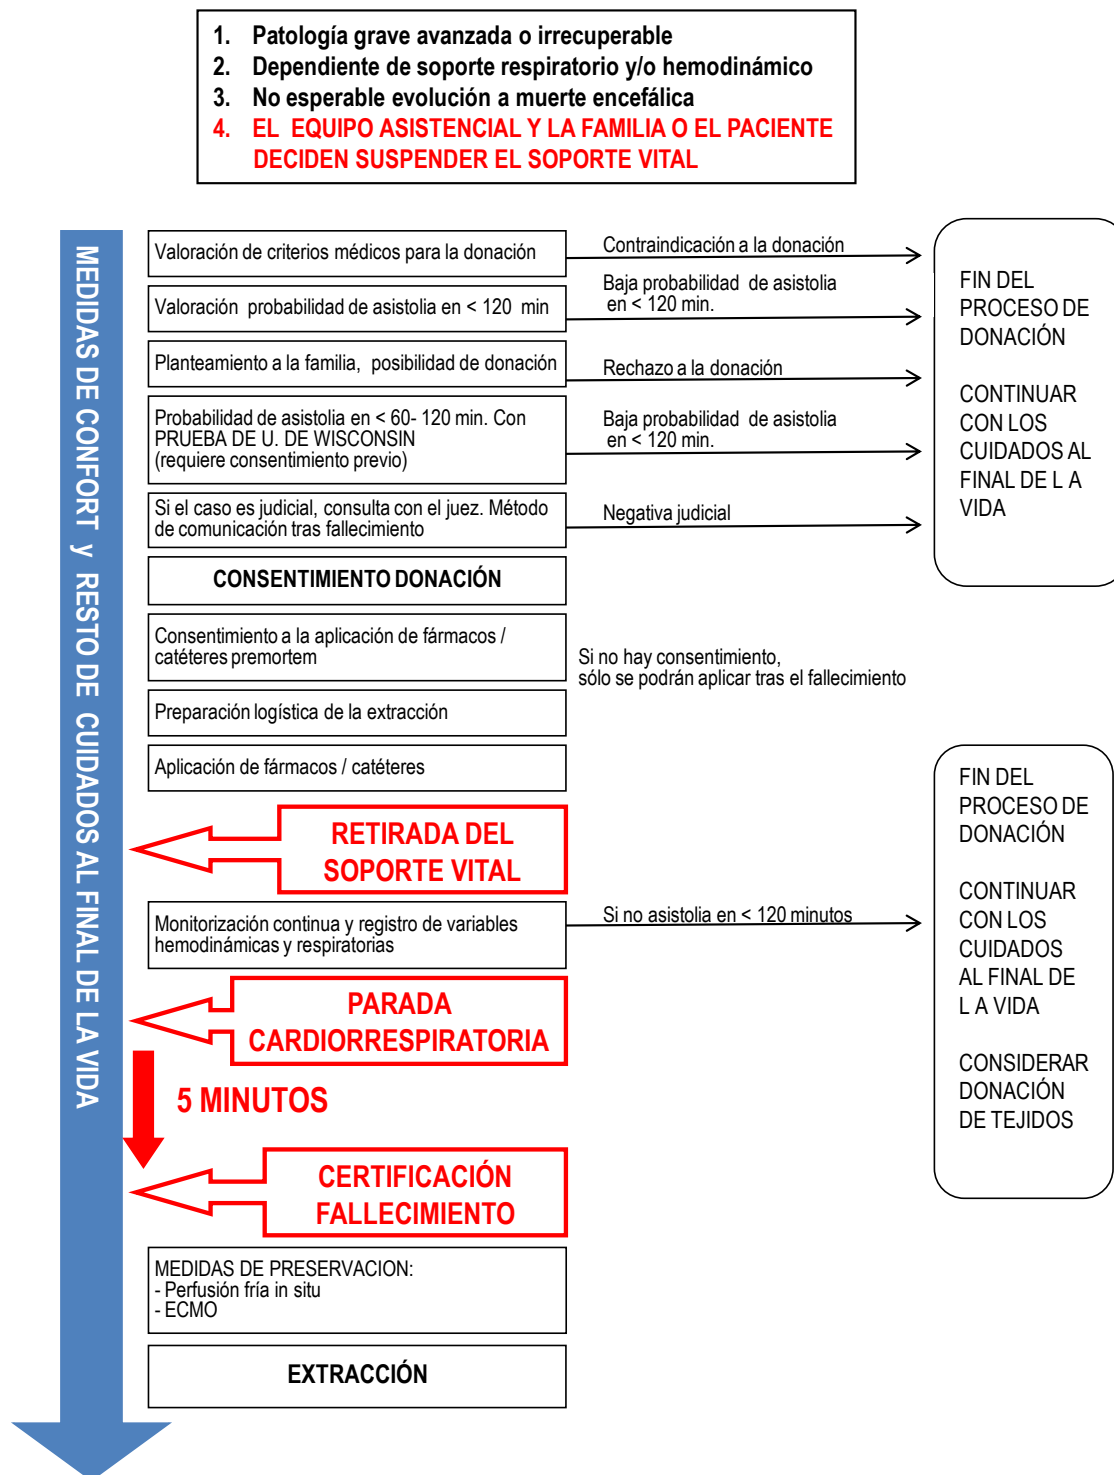 1. Patología grave avanzada o irrecuperable
2. Dependiente de soporte respiratorio y/o hemodinámico
3. No esperable evolución a muerte encefálica
4. EL EQUIPO ASISTENCIAL Y LA FAMILIA O EL PACIENTE
DECIDEN SUSPENDER EL SOPORTE VITAL
MEDIDAS DE CONFORT y RESTO DE CUIDADOS AL FINAL DE LA VIDA
Valoración de criterios médicos para la donación
Contraindicación a la donación
Valoración probabilidad de asistolia en < 120 min
Baja probabilidad de asistolia
en < 120 min.
Planteamiento a la familia, posibilidad de donación
Rechazo a la donación
Probabilidad de asistolia en < 60- 120 min. Con
PRUEBA DE U. DE WISCONSIN
(requiere consentimiento previo)
Baja probabilidad de asistolia
en < 120 min.
Si el caso es judicial, consulta con el juez. Método
de comunicación tras fallecimiento
Negativa judicial
FIN DEL
PROCESO DE
DONACIÓN
CONTINUAR
CON LOS
CUIDADOS AL
FINAL DE L A
VIDA
CONSENTIMIENTO DONACIÓN
Consentimiento a la aplicación de fármacos /
catéteres premortem
Si no hay consentimiento,
sólo se podrán aplicar tras el fallecimiento
Preparación logística de la extracción
Aplicación de fármacos / catéteres
RETIRADA DEL
SOPORTE VITAL
Monitorización continua y registro de variables
hemodinámicas y respiratorias
Si no asistolia en < 120 minutos
FIN DEL
PROCESO DE
DONACIÓN
CONTINUAR
CON LOS
CUIDADOS
AL FINAL DE
L A VIDA
CONSIDERAR
DONACIÓN
DE TEJIDOS
PARADA
CARDIORRESPIRATORIA
5 MINUTOS
CERTIFICACIÓN
FALLECIMIENTO
MEDIDAS DE PRESERVACION:
- Perfusión fría in situ
- ECMO
EXTRACCIÓN